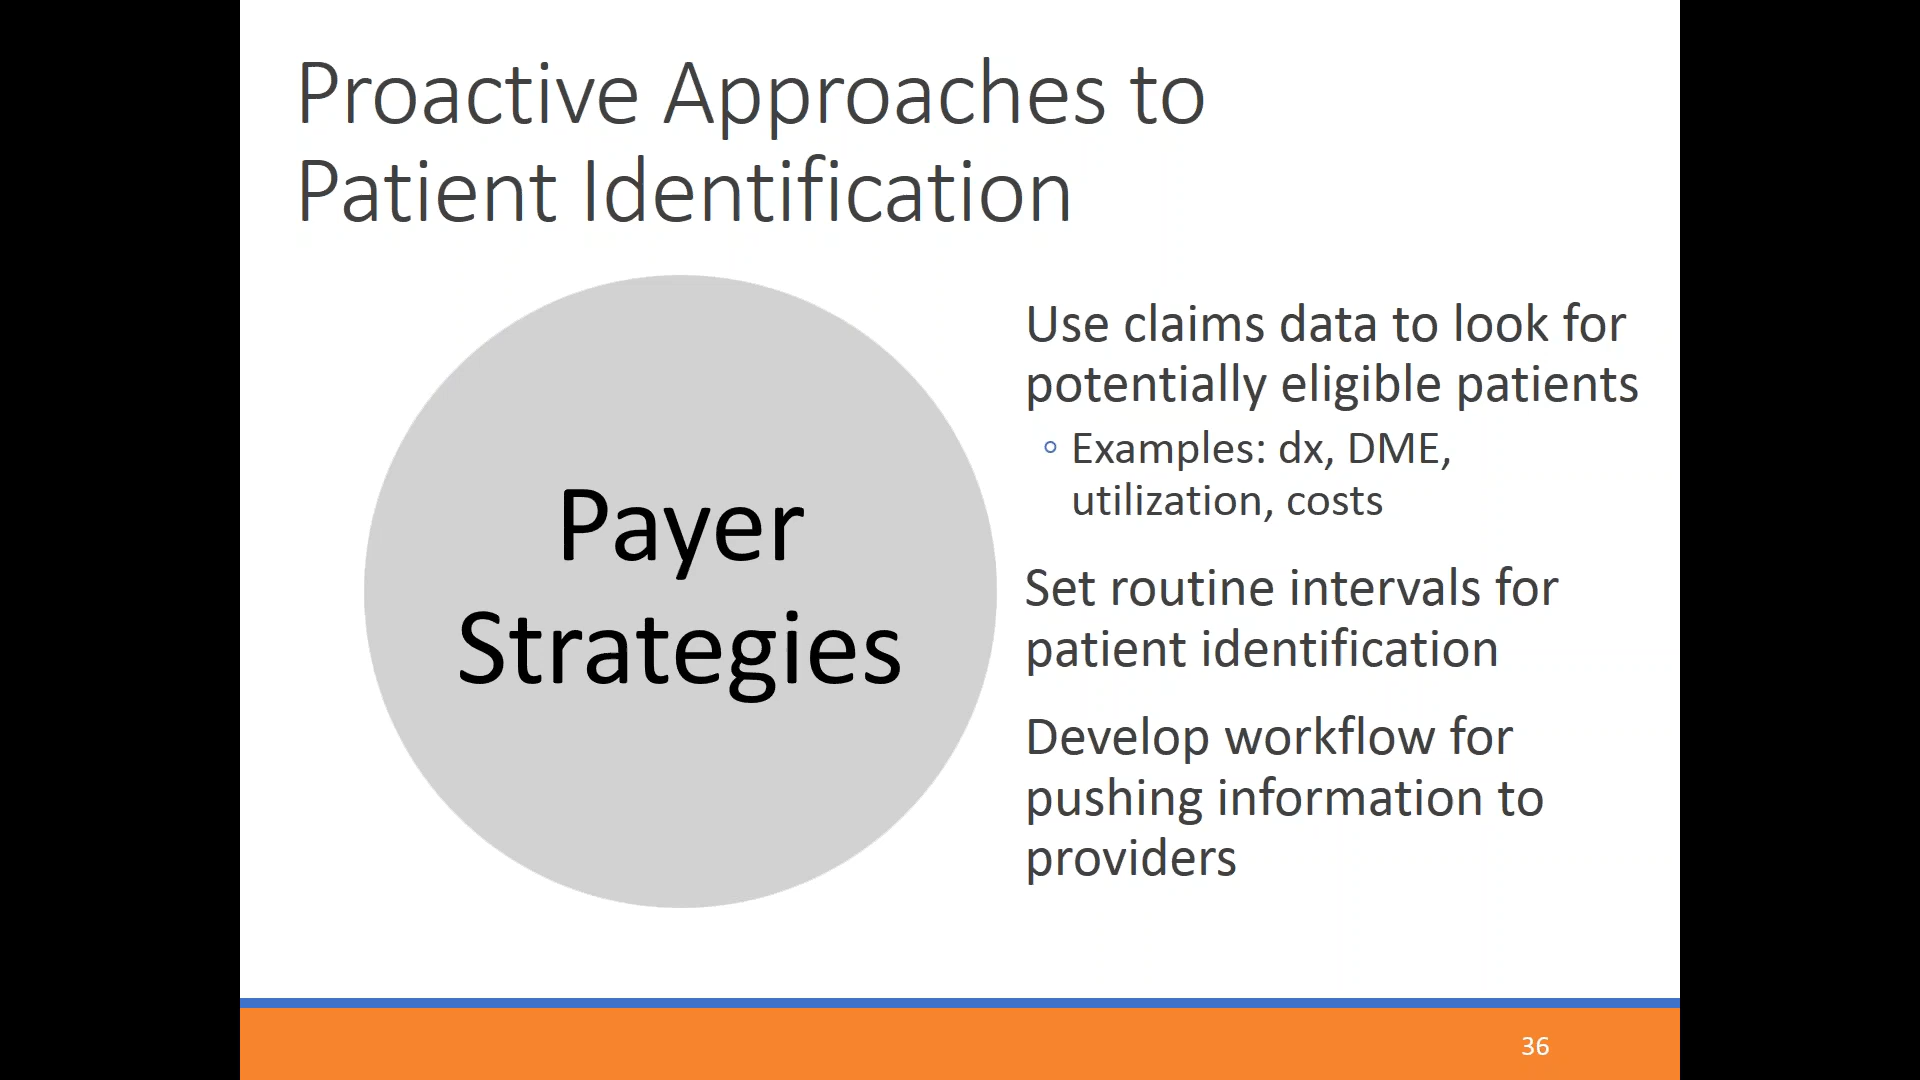 Proactive Approaches to
Patient Identification
Payer
Strategies
Use claims data to look for
potentially eligible patients
◦ Examples: dx, DME,
utilization, costs
Set routine intervals for
patient identification
Develop workflow for
pushing information to
providers
36